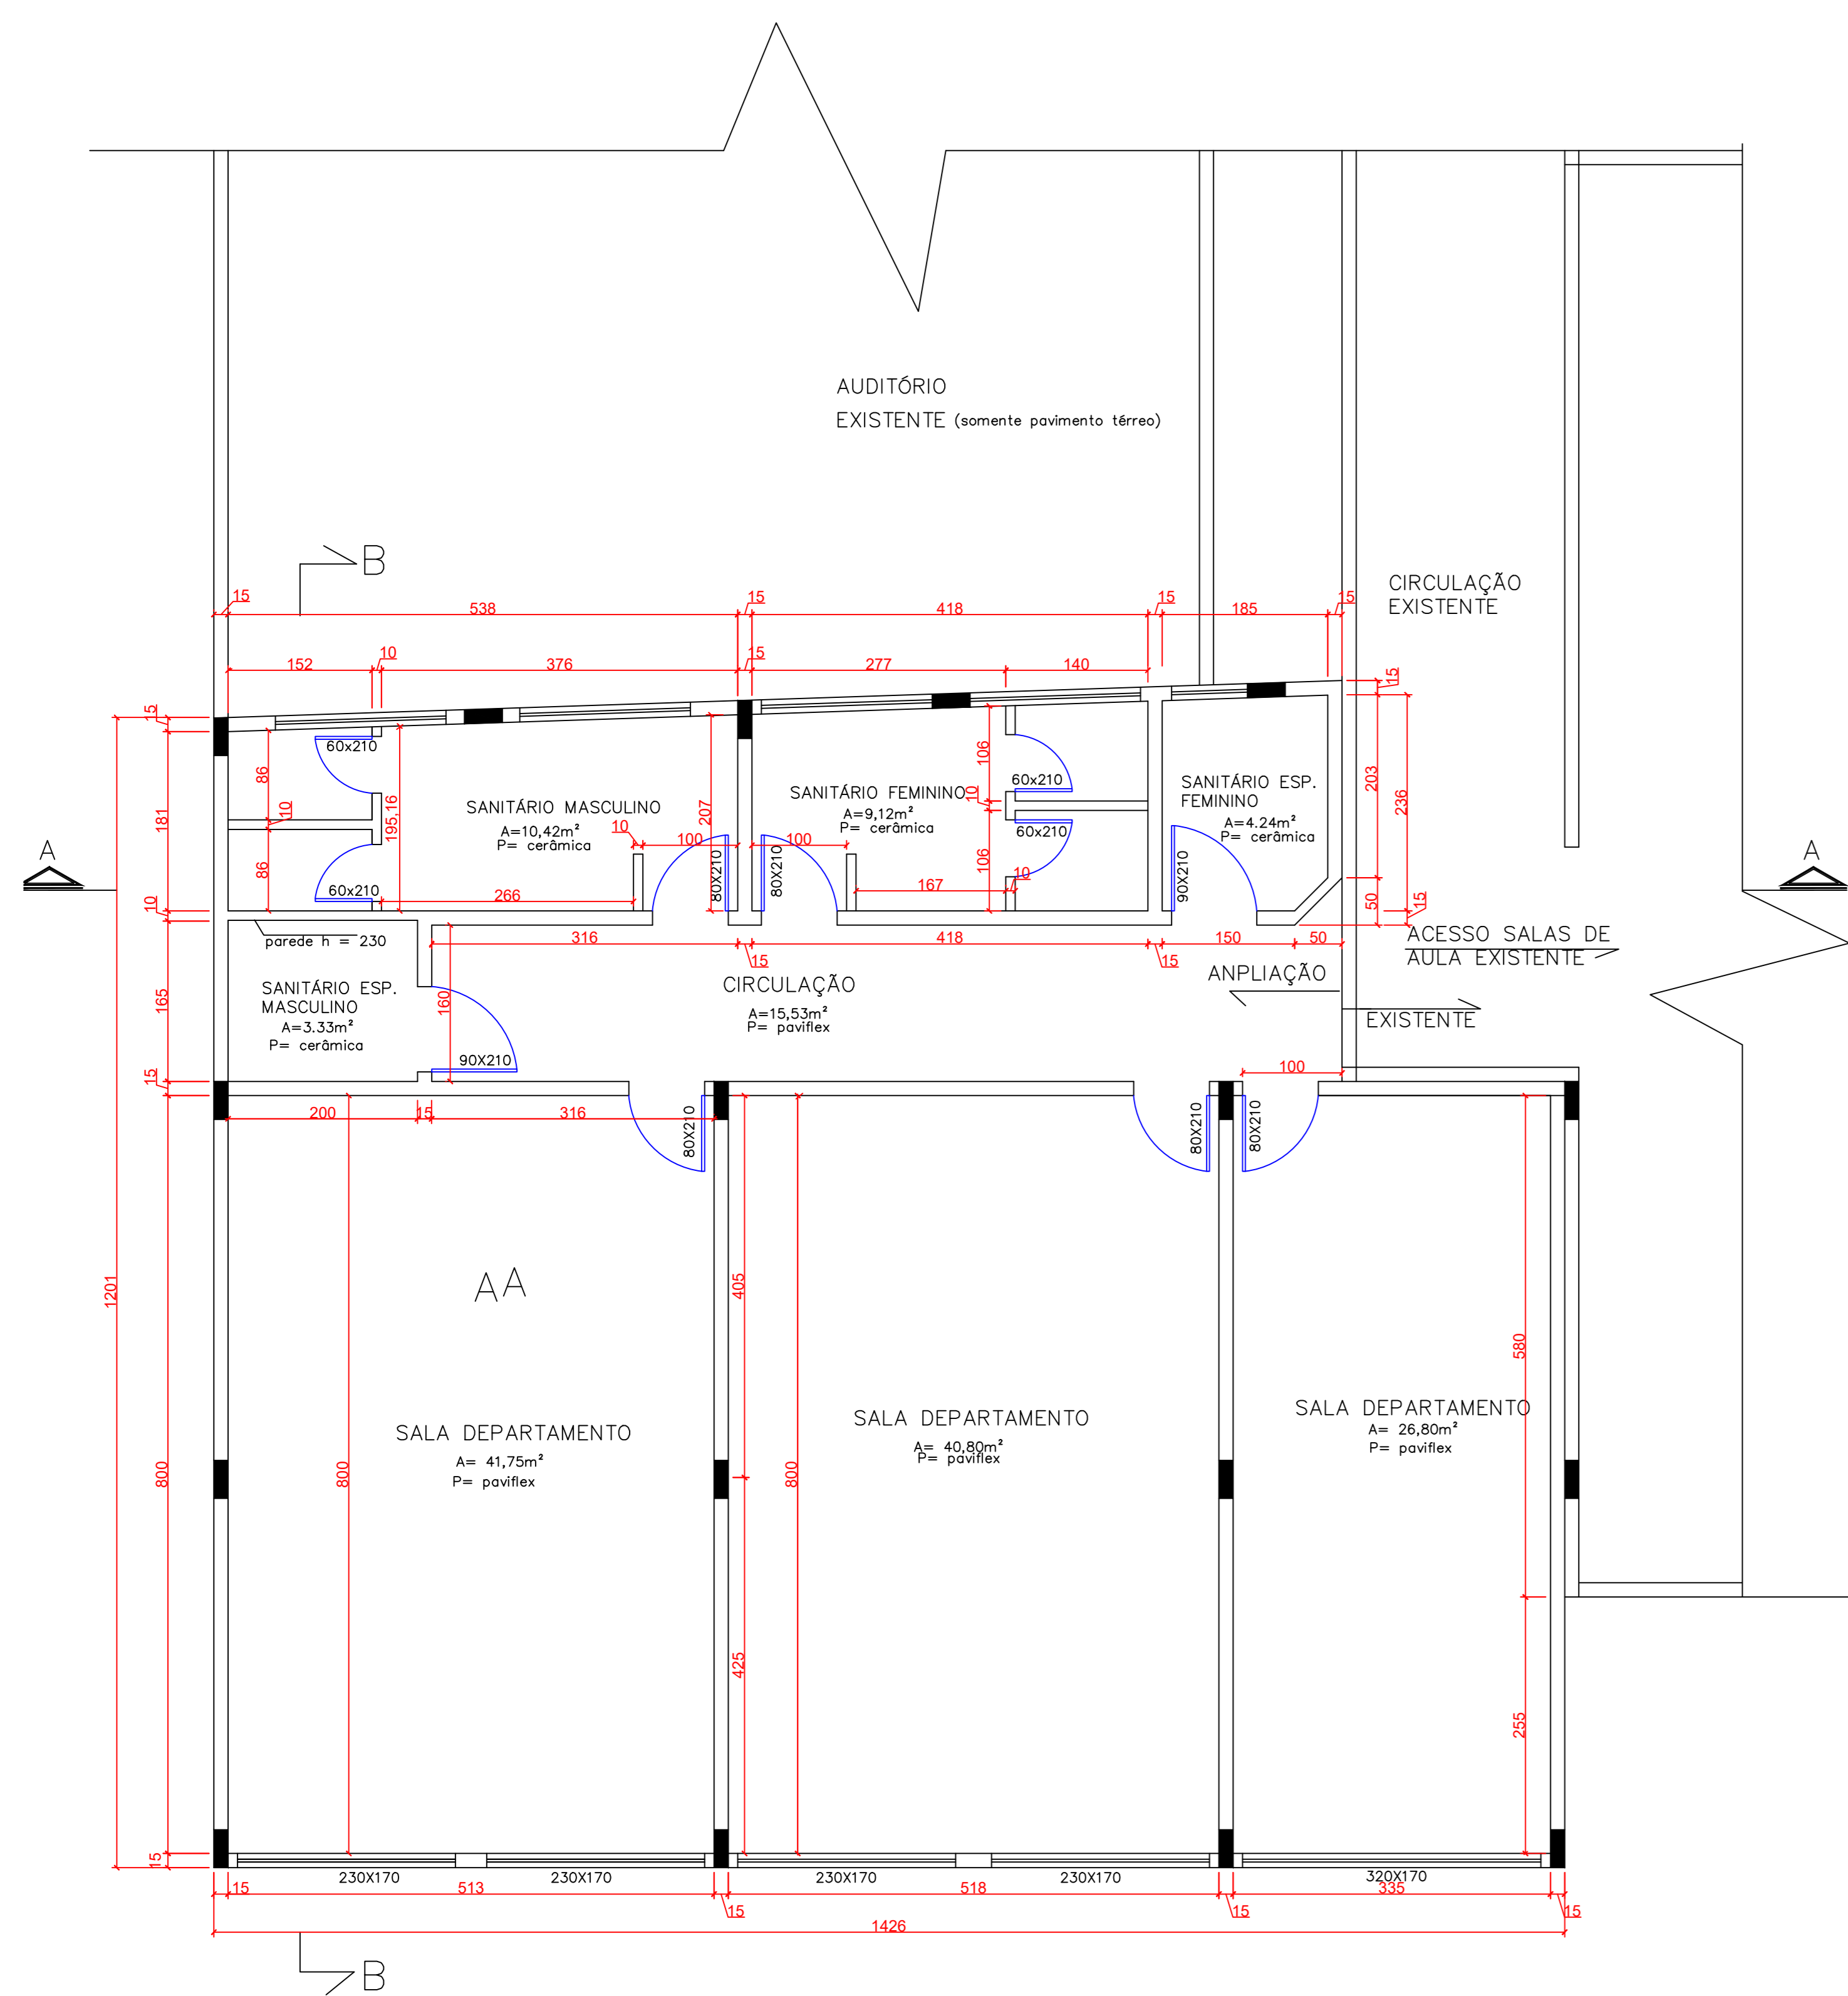 AUDITÓRIO
EXISTENTE (somente pavimento térreo)
B
CIRCULAÇÃO
EXISTENTE
15
538
15
418
15
185
15
152
10
376
15
277
140
15
15
60x210
86
10
181
86
195,16
60x210
10
SANITÁRIO MASCULINO
A=10,42m²
P= cerâmica
10
100
266
207
80X210
80X210
SANITÁRIO FEMININO
A=9,12m²
P= cerâmica
100
167
10
106
10
106
60x210
60x210
10
SANITÁRIO ESP.
FEMININO
A=4.24m²
P= cerâmica
90X210
203
236
50
15
A
A
parede h = 230
316
15
418
15
150
50
ACESSO SALAS DE
AULA EXISTENTE
ANPLIAÇÃO
EXISTENTE
CIRCULAÇÃO
A=15,53m²
P= paviflex
SANITÁRIO ESP.
MASCULINO
A=3.33m²
P= cerâmica
165
160
90X210
15
100
200
15
316
80X210
80X210
80X210
1201
800
800
405
425
800
580
255
A A
SALA DEPARTAMENTO
A= 41,75m²
P= paviflex
SALA DEPARTAMENTO
A= 40,80m²
P= paviflex
SALA DEPARTAMENTO
A= 26,80m²
P= paviflex
15
230X170
230X170
230X170
230X170
320X170
15
513
15
518
15
335
15
1426
B